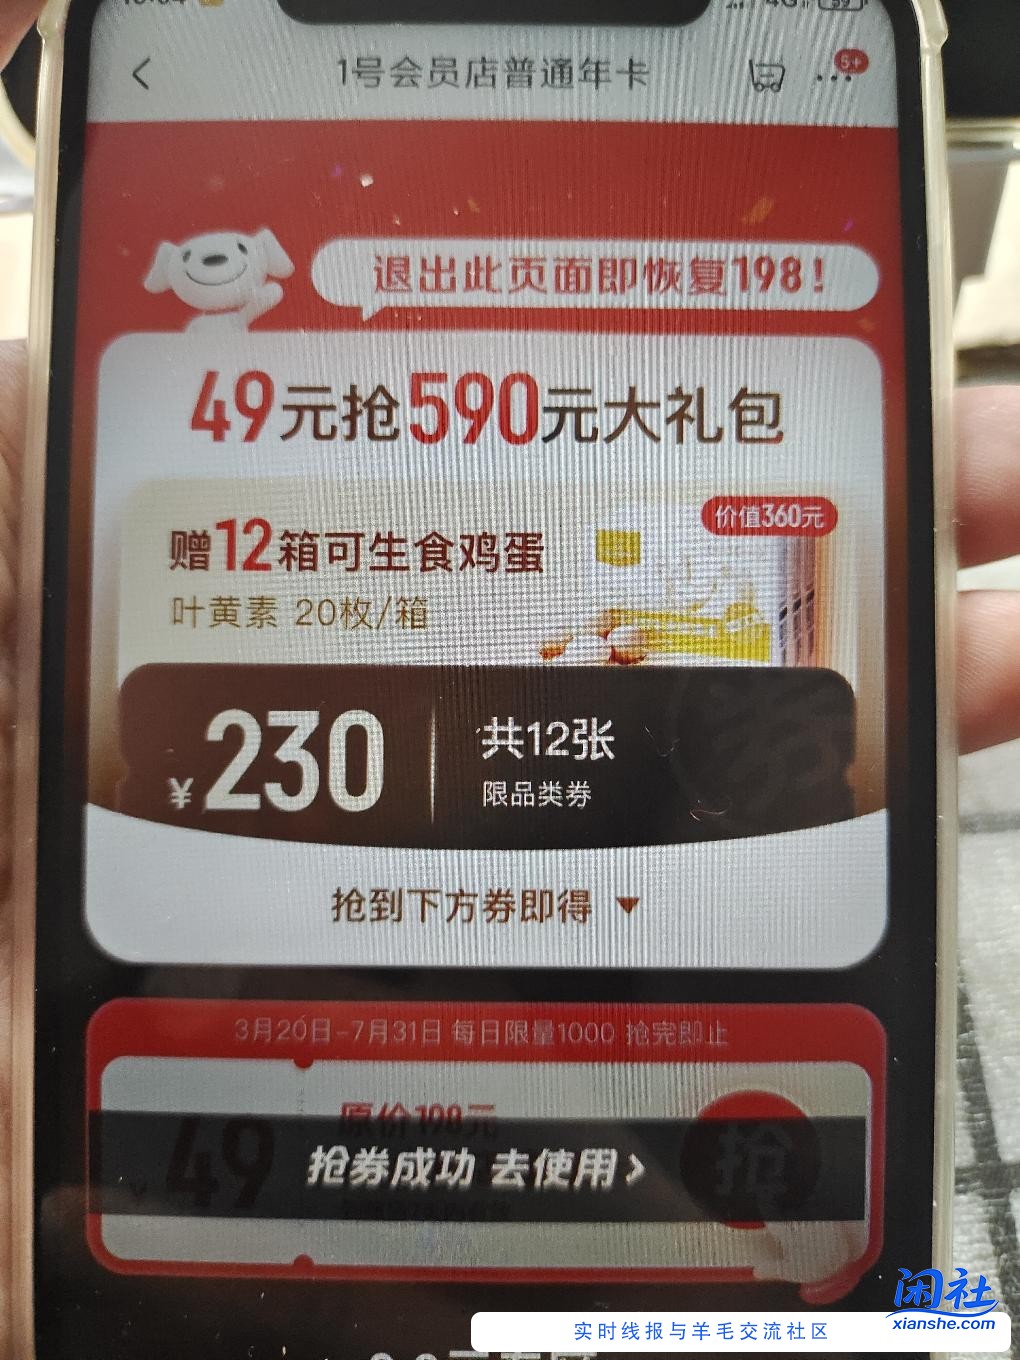 4G 59
1号会员店普通年卡
5+
退出此页面即恢复198！
49元抢590元大礼包
价值360元
赠12箱可生食鸡蛋
叶黄素 20枚/箱
¥230
共12张
限品类券
抢到下方券即得
3月20日-7月31日 每日限量1000 抢完即止
原价198元
49
抢
抢券成功 去使用
闲社
xianshe.com
实时线报与羊毛交流社区